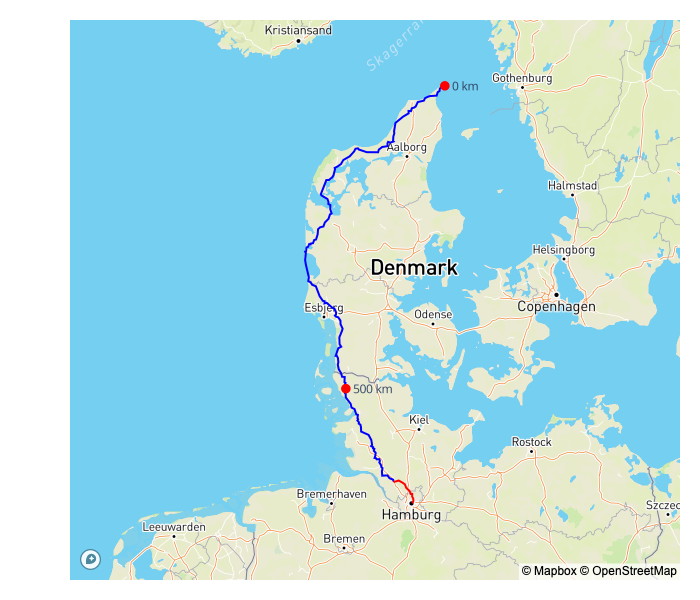 Kristiansand
Skagerra
Gothenburg
0 km
Aalborg
Halmstad
Helsingborg
Denmark
Copenhagen
Esbjerg
Odense
500 km
Kiel
Rostock
Bremerhaven
Hamburg
Szczec
Leeuwarden
Bremen
© Mapbox © OpenStreetMap